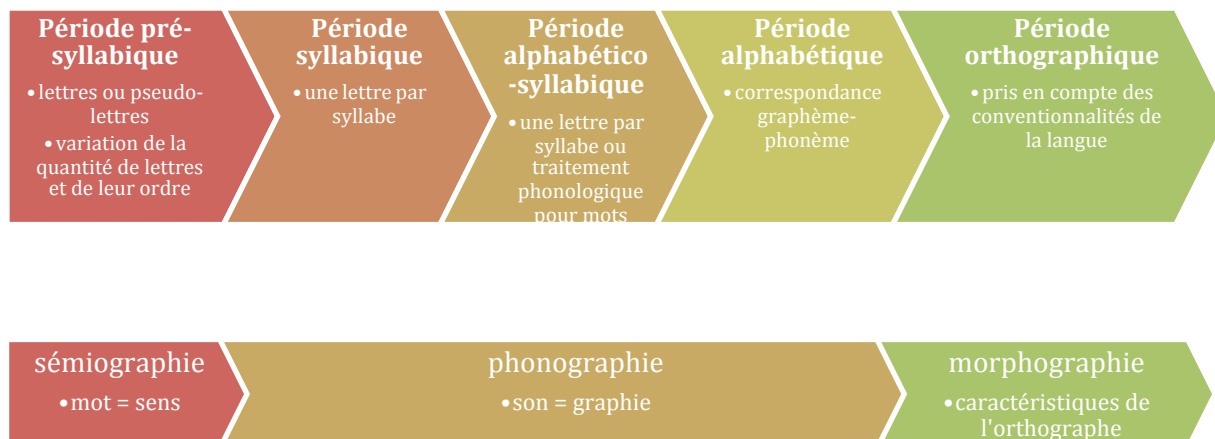 Période pré-
syllabique
• lettres ou pseudo-
lettres
• variation de la
quantité de lettres
et de leur ordre
Période
syllabique
• une lettre par
syllabe
Période
alphabético
-syllabique
• une lettre par
syllabe ou
traitement
phonologique
pour mots
Période
alphabétique
• correspondance
graphème-
phonème
Période
orthographique
• pris en compte des
conventionnalités de
la langue
sémiographie
• mot = sens
phonographie
• son = graphie
morphographie
• caractéristiques de
l'orthographe